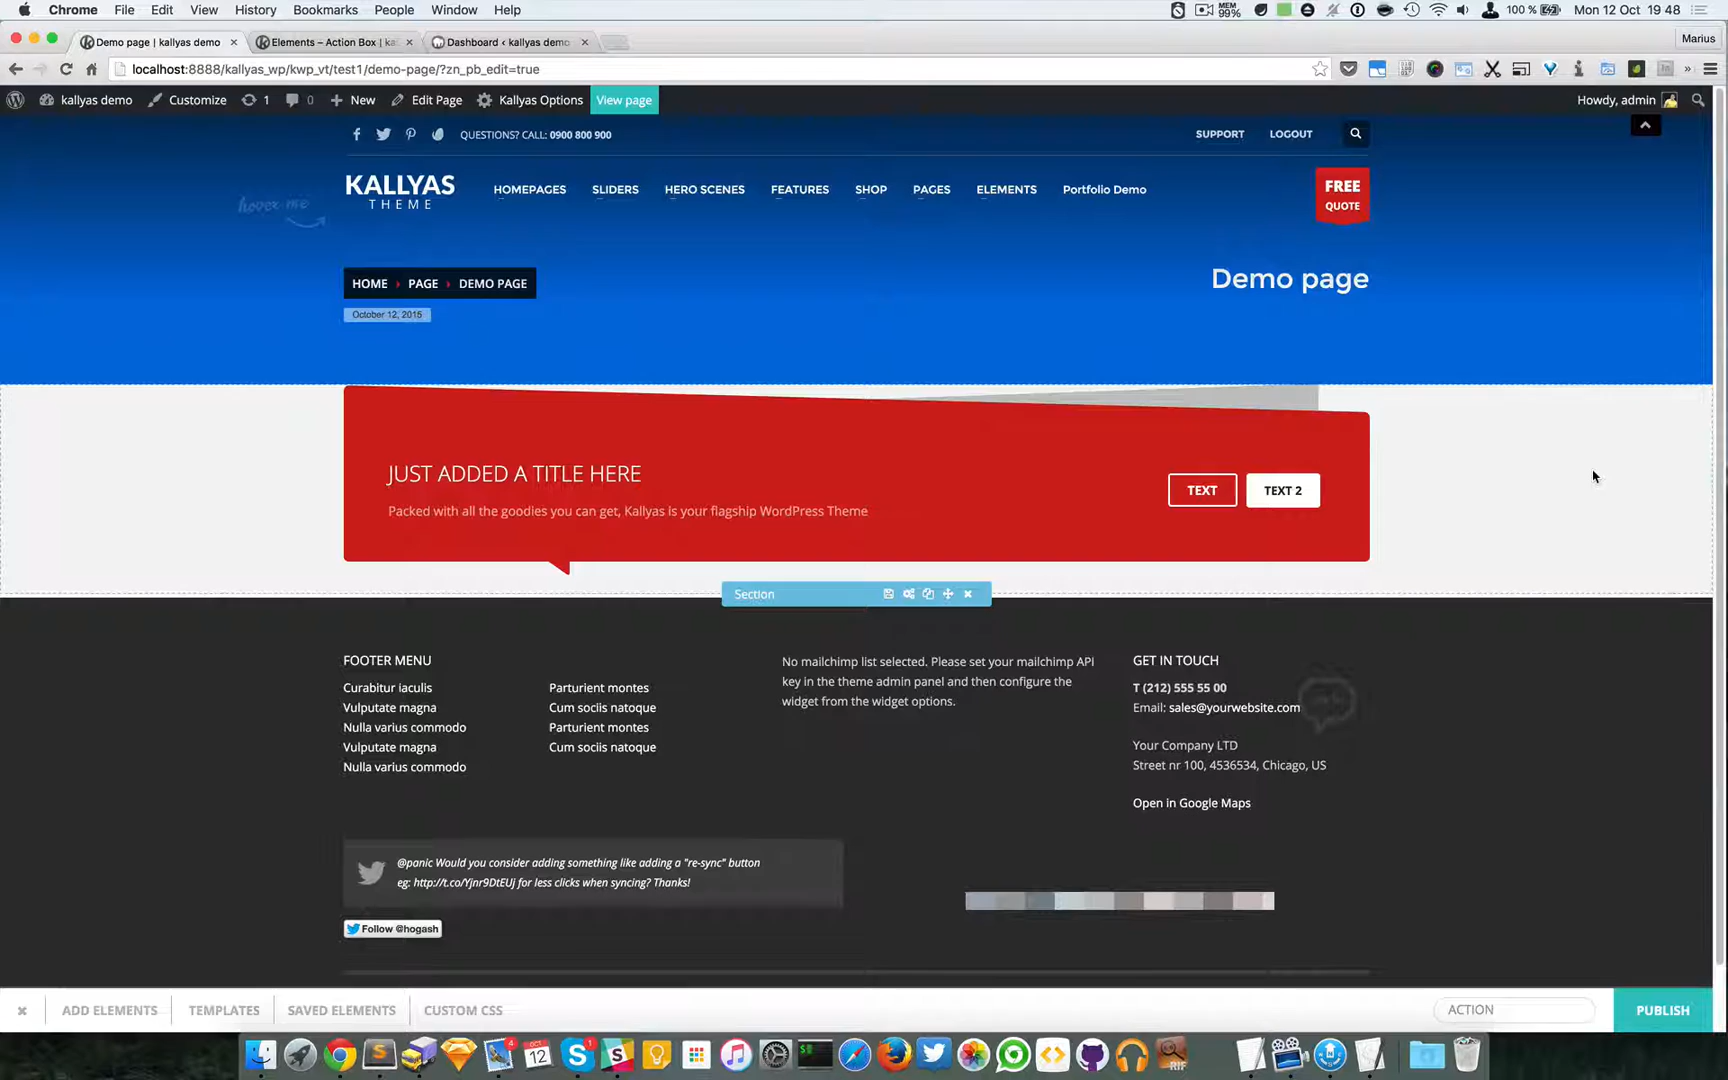 Chrome File Edit View History Bookmarks People Window Help
MEM 99% 100 % Mon 12 Oct 19 48
Demo page | kallyas demo
Elements – Action Box | ka
Dashboard ‹ kallyas demo
Marius
localhost:8888/kallyas_wp/kwp_vt/test1/demo-page/?zn_pb_edit=true
kallyas demo Customize 1 0 New Edit Page Kallyas Options View page Howdy, admin
QUESTIONS? CALL: 0900 800 900 SUPPORT LOGOUT
hover me
KALLYAS
THEME
HOMEPAGES SLIDERS HERO SCENES FEATURES SHOP PAGES ELEMENTS Portfolio Demo
FREE
QUOTE
HOME PAGE DEMO PAGE
Demo page
October 12, 2015
JUST ADDED A TITLE HERE
Packed with all the goodies you can get, Kallyas is your flagship WordPress Theme
TEXT TEXT 2
Section
FOOTER MENU
Curabitur iaculis
Vulputate magna
Nulla varius commodo
Vulputate magna
Nulla varius commodo
Parturient montes
Cum sociis natoque
Parturient montes
Cum sociis natoque
No mailchimp list selected. Please set your mailchimp API
key in the theme admin panel and then configure the
widget from the widget options.
GET IN TOUCH
T (212) 555 55 00
Email: sales@yourwebsite.com
Your Company LTD
Street nr 100, 4536534, Chicago, US
Open in Google Maps
@panic Would you consider adding something like adding a "re-sync" button
eg: http://t.co/Yjnr9DtEUj for less clicks when syncing? Thanks!
Follow @hogash
ADD ELEMENTS TEMPLATES SAVED ELEMENTS CUSTOM CSS ACTION PUBLISH
4 OCT 12 1 RIF